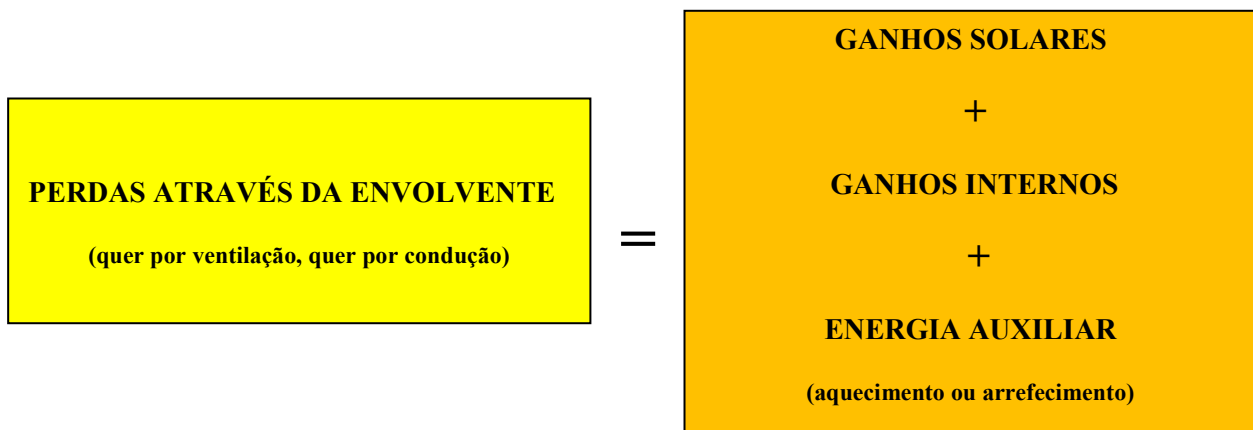 PERDAS ATRAVÉS DA ENVOLVENTE
(quer por ventilação, quer por condução)
=
GANHOS SOLARES
+
GANHOS INTERNOS
+
ENERGIA AUXILIAR
(aquecimento ou arrefecimento)